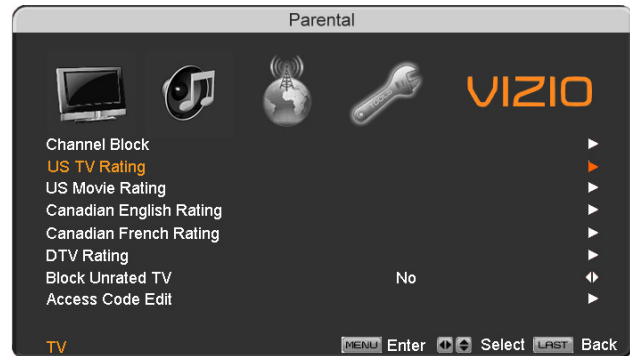 Parental
TOOLS
VIZIO
Channel Block
US TV Rating
US Movie Rating
Canadian English Rating
Canadian French Rating
DTV Rating
Block Unrated TV No
Access Code Edit
TV MENU Enter Select LAST Back